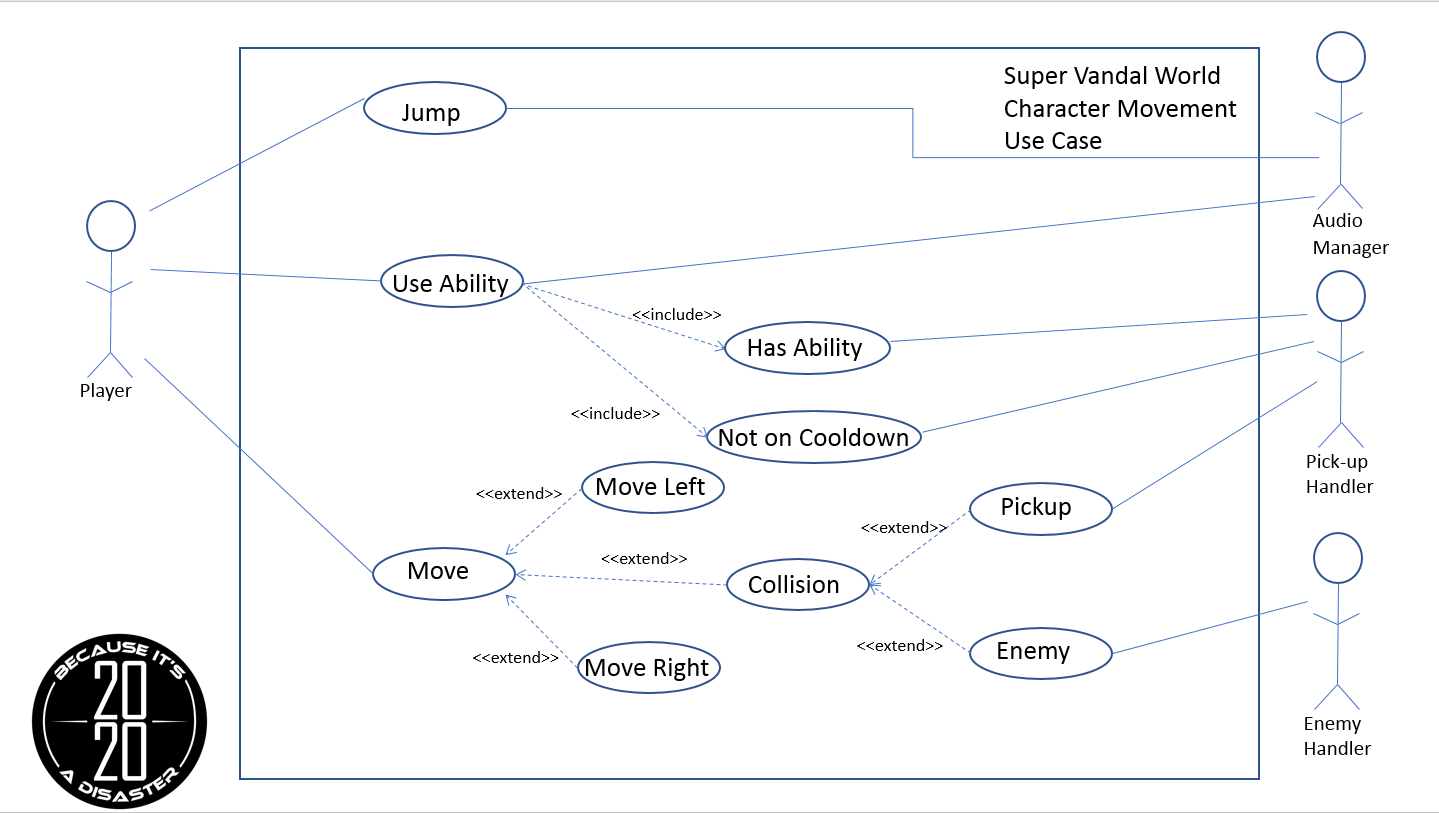 Super Vandal World
Character Movement
Use Case
Jump
Audio
Manager
Use Ability
<<include>>
Has Ability
Player
<<include>>
Not on Cooldown
Pick-up
Handler
Move Left
<<extend>>
Pickup
<<extend>>
<<extend>>
Move
Collision
<<extend>>
Enemy
<<extend>>
Move Right
Enemy
Handler
BECAUSE IT'S
20
20
A DISASTER